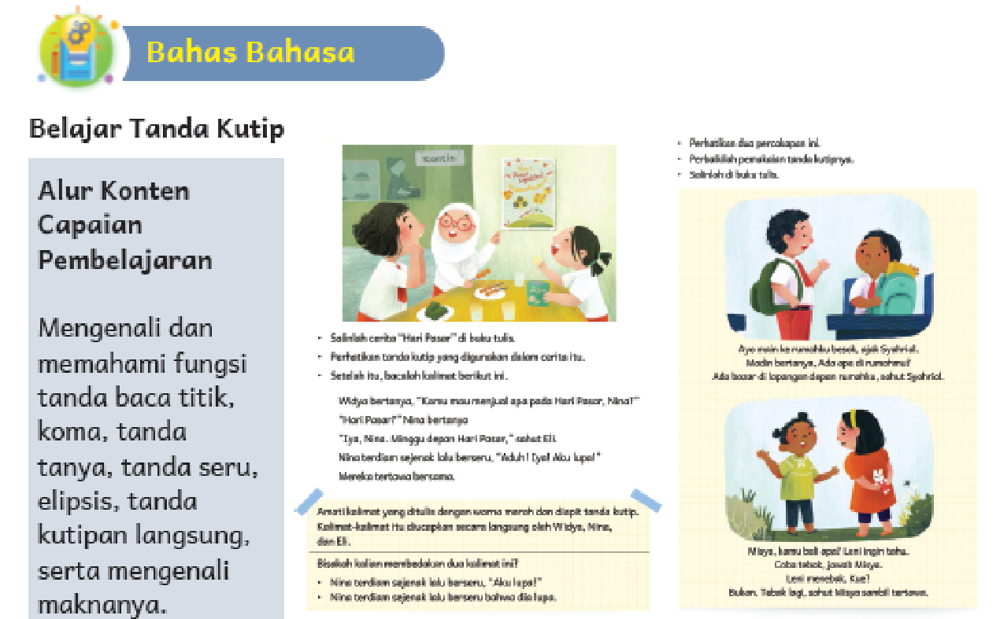 Bahas Bahasa
Belajar Tanda Kutip
Alur Konten
Capaian
Pembelajaran
Mengenali dan
memahami fungsi
tanda baca titik,
koma, tanda
tanya, tanda seru,
elipsis, tanda
kutipan langsung,
serta mengenali
maknanya.
Kantin
• Salinlah cerita "Hari Pasar" di buku tulis.
• Perhatikan tanda kutip yang digunakan dalam cerita itu.
• Setelah itu, bacalah kalimat berikut ini.
Widya bertanya, "Kamu mau menjual apa pada Hari Pasar, Nina?"
"Hari Pasar?" Nina bertanya
"Iya, Nina. Minggu depan Hari Pasar," sahut Eli.
Nina terdiam sejenak lalu berseru, "Aduh! Iya! Aku lupa!"
Mereka tertawa bersama.
Amati kalimat yang ditulis dengan warna merah dan diapit tanda kutip.
Kalimat-kalimat itu diucapkan secara langsung oleh Widya, Nina,
dan Eli.
Bisakah kalian membedakan dua kalimat ini?
• Nina terdiam sejenak lalu berseru, "Aku lupa!"
• Nina terdiam sejenak lalu berseru bahwa dia lupa.
• Perhatikan dua percakapan ini.
• Perbaikilah pemakaian tanda kutipnya.
• Salinlah di buku tulis.
Ayo main ke rumahku besok, ajak Syahrial.
Madin bertanya, Ada apa di rumahmu?
Ada bazar di lapangan depan rumahku, sahut Syahrial.
Misya, kamu beli apa? Leni ingin tahu.
Coba tebak, jawab Misya.
Leni menebak, Kue?
Bukan. Tebak lagi, sahut Misya sambil tertawa.